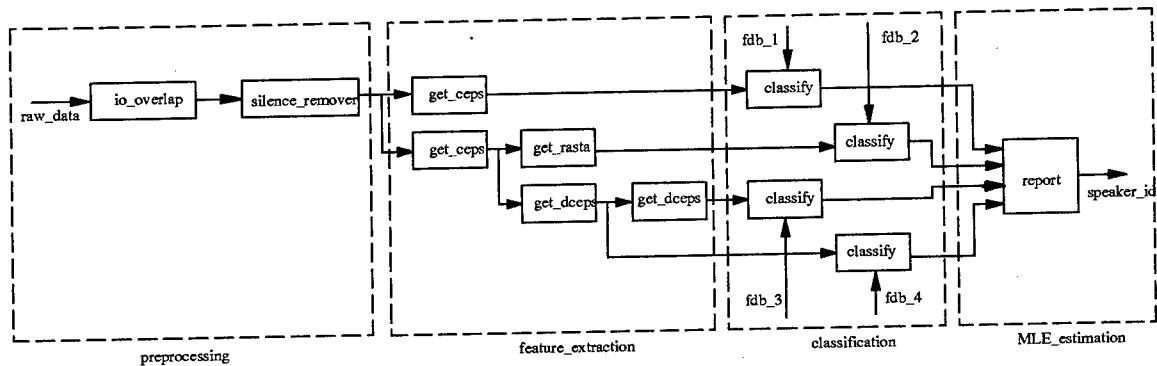 fdb_1
fdb_2
raw_data
io_overlap
silence_remover
get_ceps
classify
get_ceps
get_rasta
classify
get_dceps
get_dceps
classify
report
speaker_id
classify
fdb_3
fdb_4
preprocessing
feature_extraction
classification
MLE_estimation